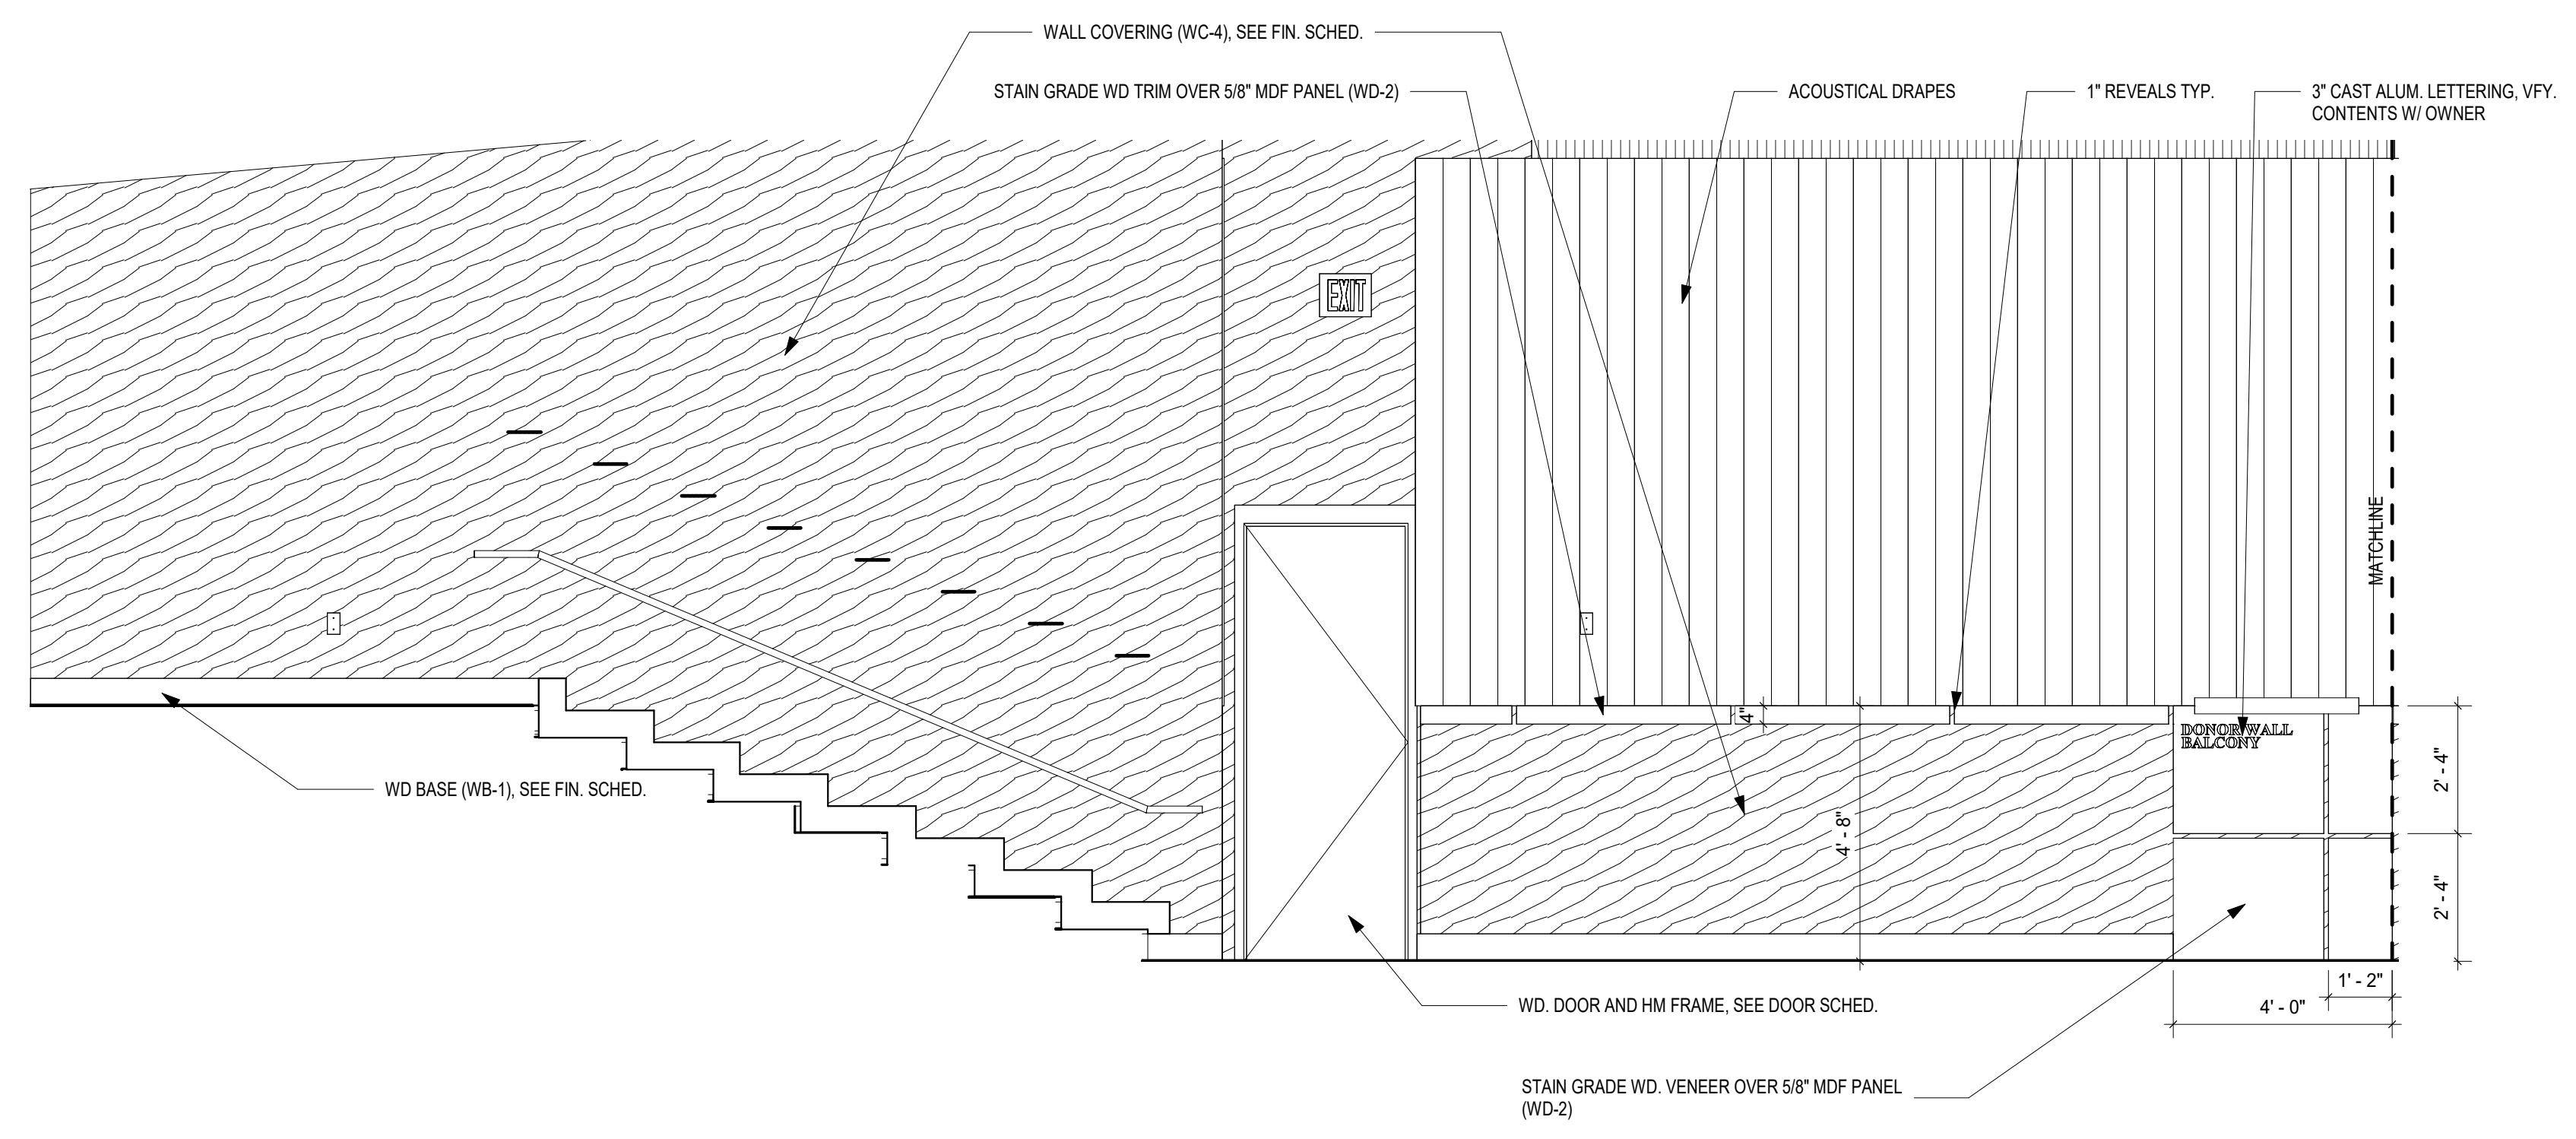 WALL COVERING (WC-4), SEE FIN. SCHED.
STAIN GRADE WD TRIM OVER 5/8" MDF PANEL (WD-2)
ACOUSTICAL DRAPES
1" REVEALS TYP.
3" CAST ALUM. LETTERING, VFY.
CONTENTS W/ OWNER
EXIT
MATCHLINE
4"
DONOR WALL
BALCONY
2' - 4"
WD BASE (WB-1), SEE FIN. SCHED.
4' - 8"
2' - 4"
1' - 2"
4' - 0"
WD. DOOR AND HM FRAME, SEE DOOR SCHED.
STAIN GRADE WD. VENEER OVER 5/8" MDF PANEL
(WD-2)